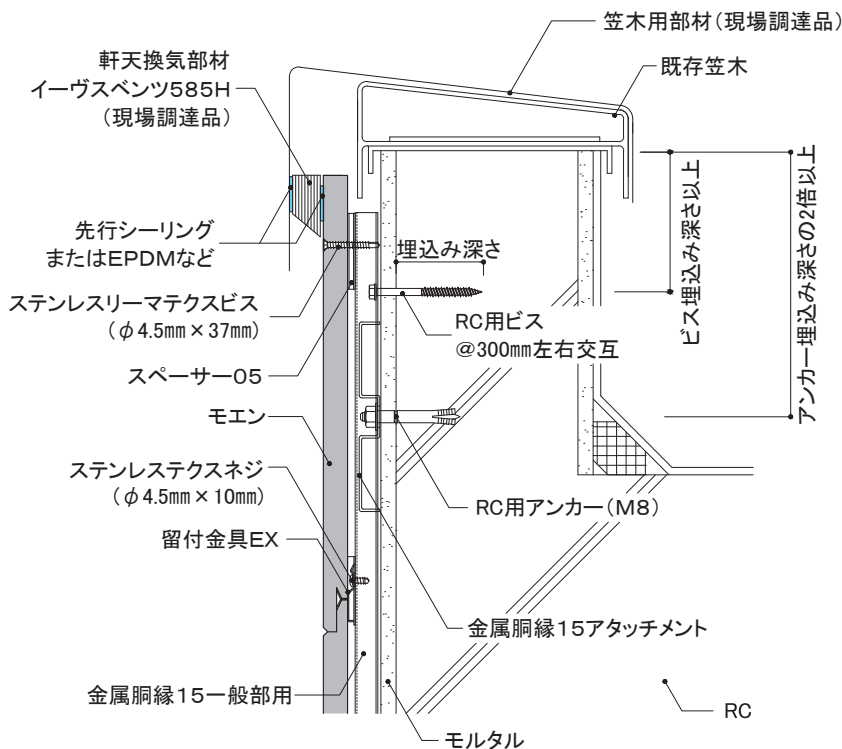 笠木用部材（現場調達品）
既存笠木
軒天換気部材
イーヴスベンツ585H
（現場調達品）
先行シーリング
またはEPDMなど
ステンレスリーマテクスビス
（φ4.5mm×37mm）
スペーサー05
モエン
ステンレステクスネジ
（φ4.5mm×10mm）
留付金具EX
金属胴縁15一般部用
埋込み深さ
RC用ビス
@300mm左右交互
RC用アンカー（M8）
金属胴縁15アタッチメント
モルタル
RC
ビス埋込み深さ以上
アンカー埋込み深さの2倍以上